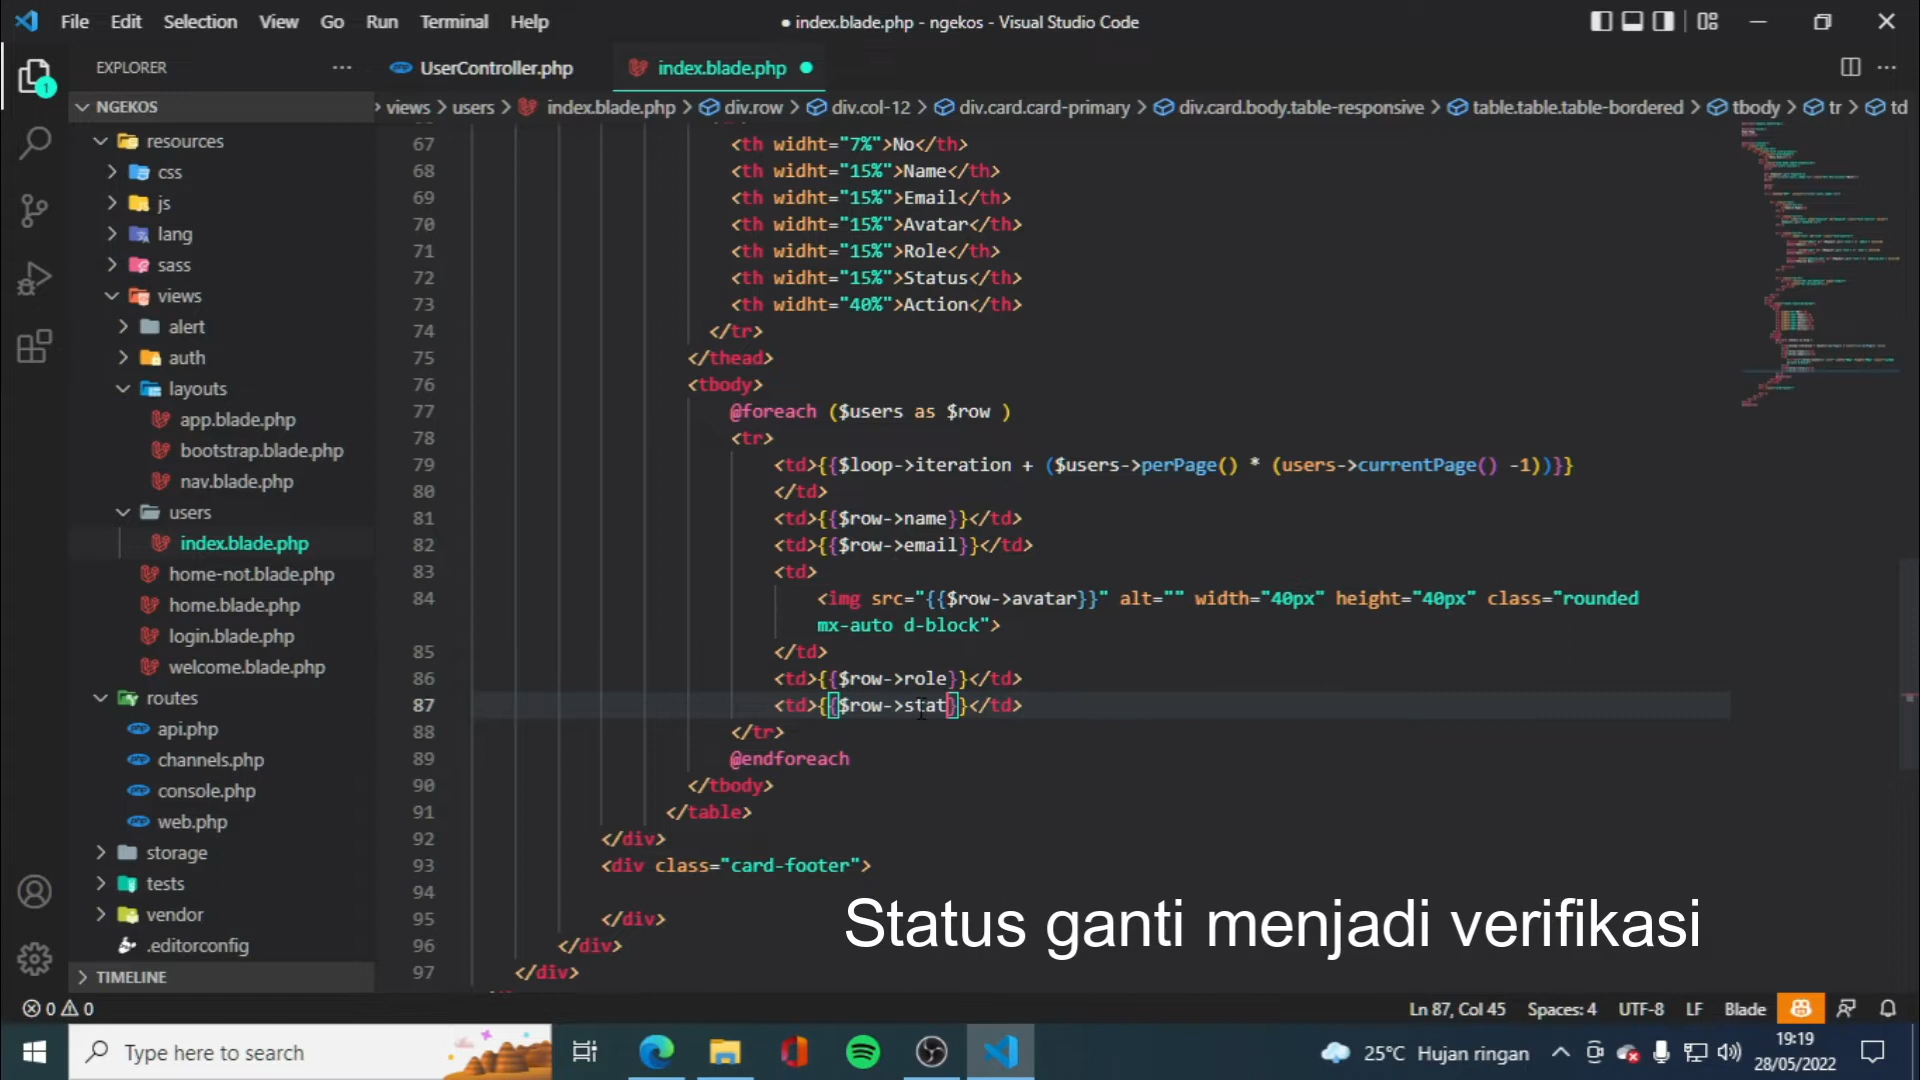 File Edit Selection View Go Run Terminal Help
● index.blade.php - ngekos - Visual Studio Code
EXPLORER
UserController.php
index.blade.php
NGEKOS
views > users > index.blade.php > div.row > div.col-12 > div.card.card-primary > div.card.body.table-responsive > table.table.table-bordered > tbody > tr > td
1
resources
css
js
lang
sass
views
alert
auth
layouts
app.blade.php
bootstrap.blade.php
nav.blade.php
users
index.blade.php
home-not.blade.php
home.blade.php
login.blade.php
welcome.blade.php
routes
api.php
channels.php
console.php
web.php
storage
tests
vendor
.editorconfig
TIMELINE
67 <th widht="7%">No</th>
68 <th widht="15%">Name</th>
69 <th widht="15%">Email</th>
70 <th widht="15%">Avatar</th>
71 <th widht="15%">Role</th>
72 <th widht="15%">Status</th>
73 <th widht="40%">Action</th>
74 </tr>
75 </thead>
76 <tbody>
77 @foreach ($users as $row )
78 <tr>
79 <td>{{$loop->iteration + ($users->perPage() * (users->currentPage() -1))}}
80 </td>
81 <td>{{$row->name}}</td>
82 <td>{{$row->email}}</td>
83 <td>
84 <img src="{{$row->avatar}}" alt="" width="40px" height="40px" class="rounded
mx-auto d-block">
85 </td>
86 <td>{{$row->role}}</td>
87 <td>{{$row->stat}}</td>
88 </tr>
89 @endforeach
90 </tbody>
91 </table>
92 </div>
93 <div class="card-footer">
94
95 </div>
96 </div>
97 </div>
Status ganti menjadi verifikasi
0 0
Ln 87, Col 45 Spaces: 4 UTF-8 LF Blade
Type here to search
25°C Hujan ringan
19:19
28/05/2022